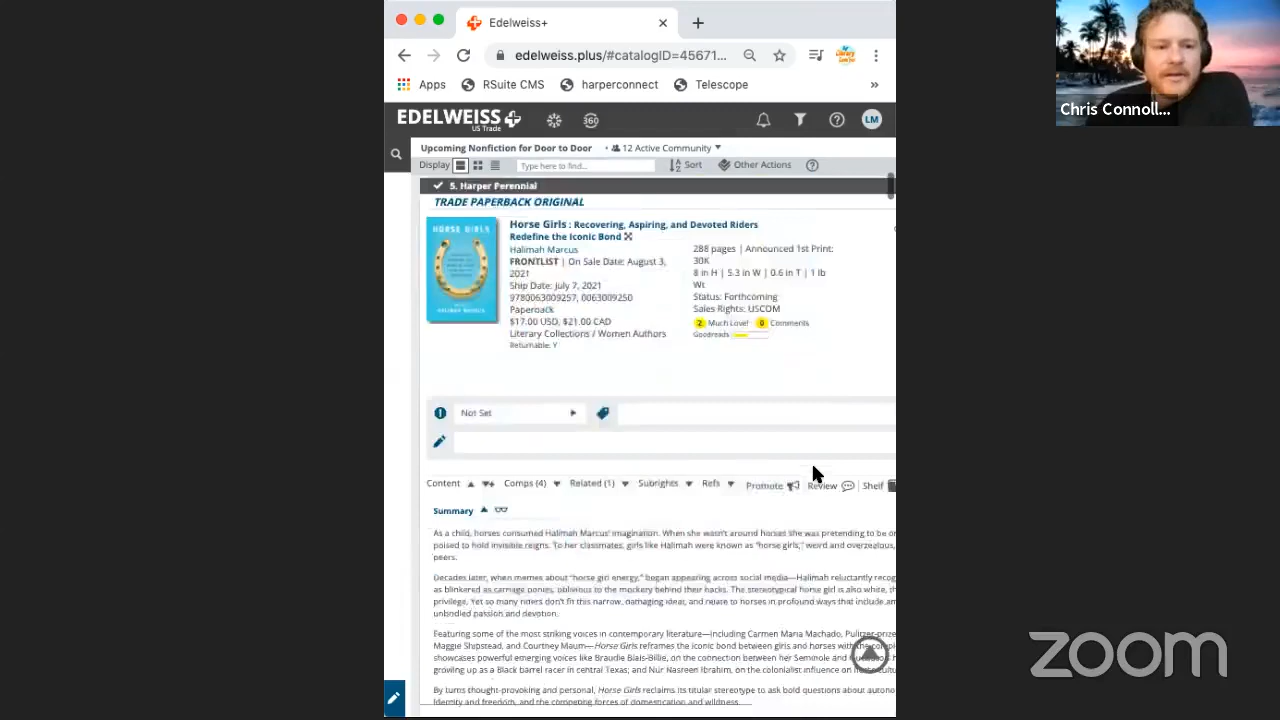 Edelweiss+
edelweiss.plus/#catalogID=45671...
Apps RSuite CMS harperconnect Telescope »
EDELWEISS
US Trade
360
LM
Upcoming Nonfiction for Door to Door • 12 Active Community
Display Type here to find... Sort Other Actions
5. Harper Perennial
TRADE PAPERBACK ORIGINAL
HORSE GIRLS
HALIMAH MARCUS
Horse Girls : Recovering, Aspiring, and Devoted Riders
Redefine the Iconic Bond
Halimah Marcus
FRONTLIST | On Sale Date: August 3,
2021
Ship Date: July 7, 2021
9780063009257, 0063009250
Paperback
$17.00 USD, $21.00 CAD
Literary Collections / Women Authors
Returnable: Y
288 pages | Announced 1st Print:
30K
8 in H | 5.3 in W | 0.6 in T | 1 lb
Wt
Status: Forthcoming
Sales Rights: USCOM
2 Much Love! 0 Comments
Goodreads
Not Set
Content Comps (4) Related (1) Subrights Refs Promote Review Shelf
Summary
As a child, horses consumed Halimah Marcus' imagination. When she wasn't around horses she was pretending to be
poised to hold invisible reigns. To her classmates, girls like Halimah were known as "horse girls," weird and overzealous,
peers.
Decades later, when memes about "horse girl energy," began appearing across social media—Halimah reluctantly
as blinkered as carriage ponies, oblivious to the mockery behind their backs. The stereotypical horse girl is also white,
privilege. Yet so many riders don't fit this narrow, damaging ideal, and relate to horses in profound ways that include
unbridled passion and devotion.
Featuring some of the most striking voices in contemporary literature—including Carmen Maria Machado, Pulitzer-prize
Maggie Shipstead, and Courtney Maum—Horse Girls reframes the iconic bond between girls and horses with
showcases powerful emerging voices like Braudie Blais-Billie, on the connection between her Seminole and
growing up as a Black barrel racer in central Texas; and Nur Nasreen Ibrahim, on the colonialist influence on
By turns thought-provoking and personal, Horse Girls reclaims its titular stereotype to ask bold questions about
identity and freedom, and the competing forces of domestication and wildness.
Chris Connoll...
zoom